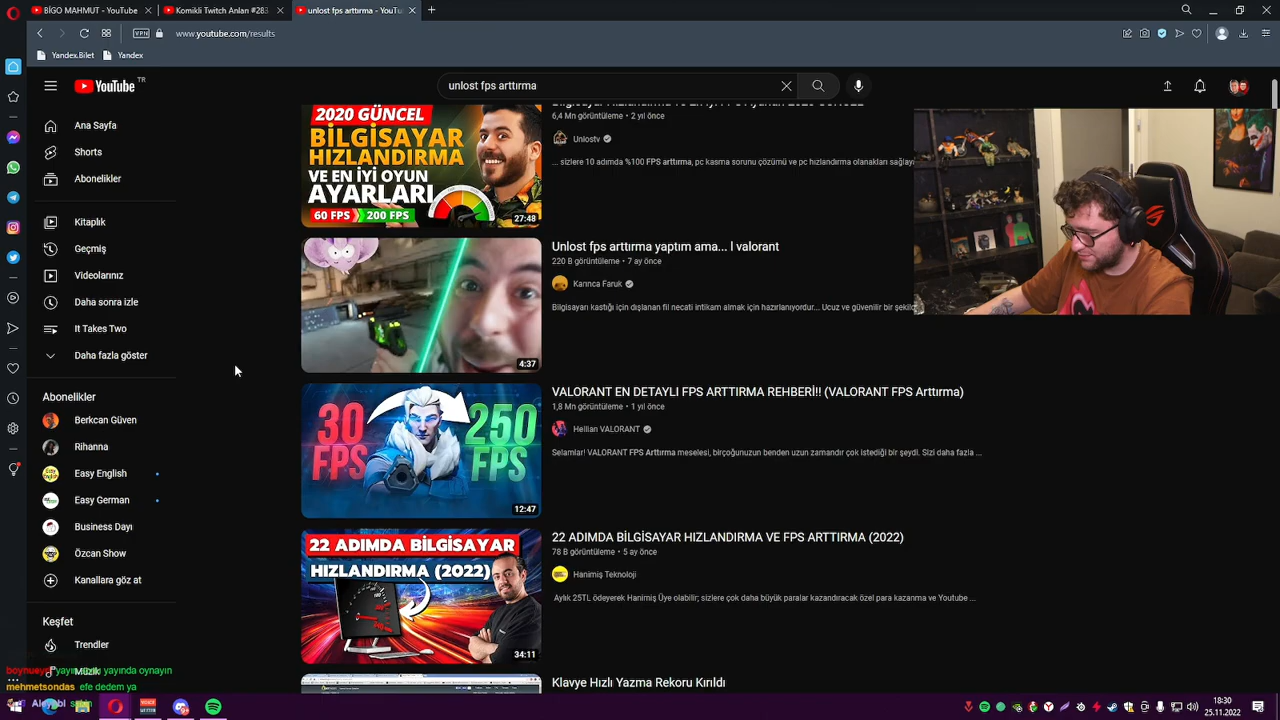 BİGO MAHMUT - YouTube
Komikli Twitch Anları #283
unlost fps arttırma - YouTube
VPN
www.youtube.com/results
Yandex.Bilet
Yandex
YouTube TR
unlost fps arttırma
Ana Sayfa
Shorts
Abonelikler
Kitaplık
Geçmiş
Videolarınız
Daha sonra izle
It Takes Two
Daha fazla göster
Abonelikler
Berkcan Güven
Rihanna
Easy English
Easy German
Business Dayı
Özcan Show
Kanallara göz at
Keşfet
Trendler
2020 GÜNCEL
BİLGİSAYAR
HIZLANDIRMA
VE EN İYİ OYUN
AYARLARI
60 FPS
200 FPS
27:48
6,4 Mn görüntüleme • 2 yıl önce
Unlostv
... sizlere 10 adımda %100 FPS arttırma, pc kasma sorunu çözümü ve pc hızlandırma olanakları
4:37
Unlost fps arttırma yaptım ama... I valorant
220 B görüntüleme • 7 ay önce
Karınca Faruk
Bilgisayarı kastığı için dışlanan fil necati intikam almak için hazırlanıyordur... Ucuz ve güvenilir bir
30
FPS
250
FPS
12:47
VALORANT EN DETAYLI FPS ARTTIRMA REHBERİ!! (VALORANT FPS Arttırma)
1,8 Mn görüntüleme • 1 yıl önce
Hellian VALORANT
Selamlar! VALORANT FPS Arttırma meselesi, birçoğunuzun benden uzun zamandır çok istediği bir şeydi. Sizi daha fazla ...
22 ADIMDA BİLGİSAYAR
HIZLANDIRMA (2022)
34:11
22 ADIMDA BİLGİSAYAR HIZLANDIRMA VE FPS ARTTIRMA (2022)
78 B görüntüleme • 5 ay önce
Hanimiş Teknoloji
Aylık 25TL ödeyerek Hanimiş Üye olabilir; sizlere çok daha büyük paralar kazandıracak özel para kazanma ve Youtube ...
Klavye Hızlı Yazma Rekoru Kırıldı
yayında oynayın
mehmetsondas efe dedem ya
18:30
25.11.2022